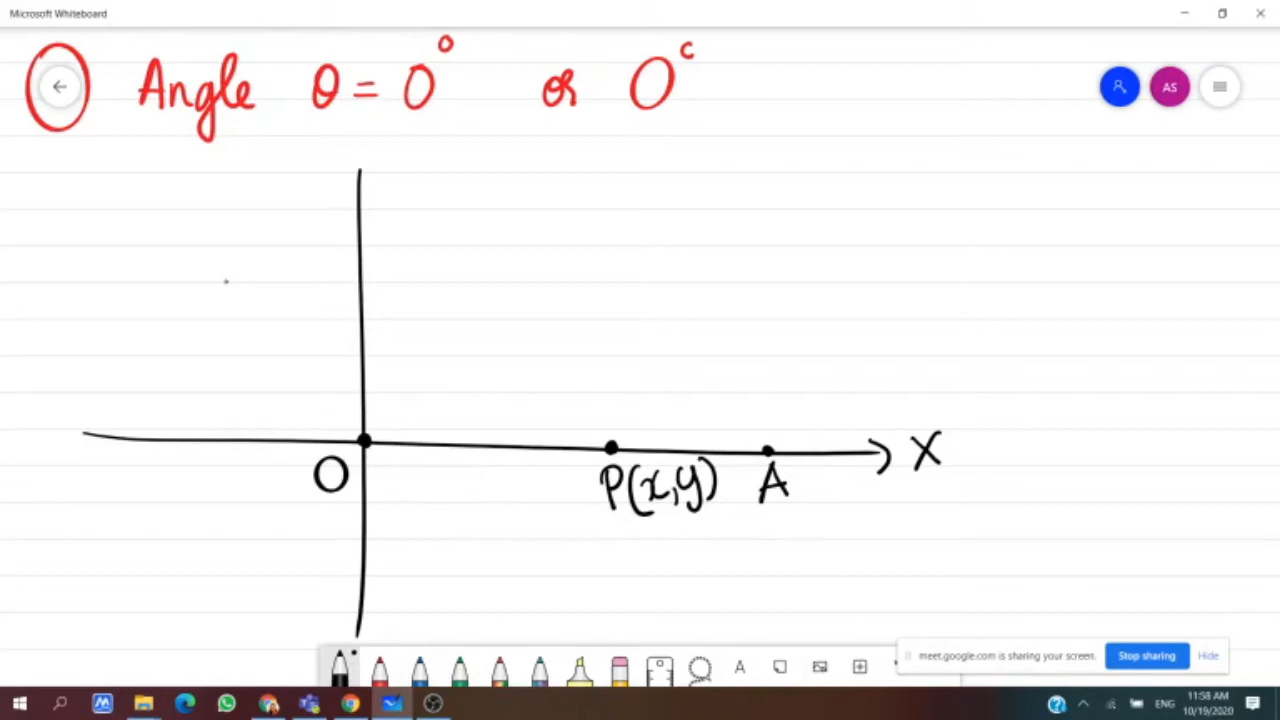 Microsoft Whiteboard
Angle θ = 0° or 0ᶜ
AS
X
O
P(x,y) A
meet.google.com is sharing your screen. Stop sharing Hide
A
ENG
11:58 AM
10/19/2020